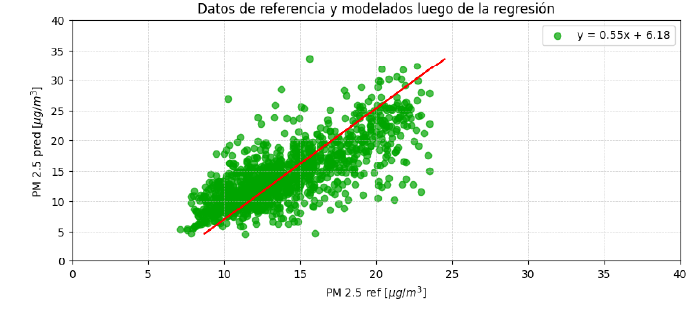 Datos de referencia y modelados luego de la regresión
y = 0.55x + 6.18
PM 2.5 pred [μg/m³]
40
35
30
25
20
15
10
5
0
0 5 10 15 20 25 30 35 40
PM 2.5 ref [μg/m³]